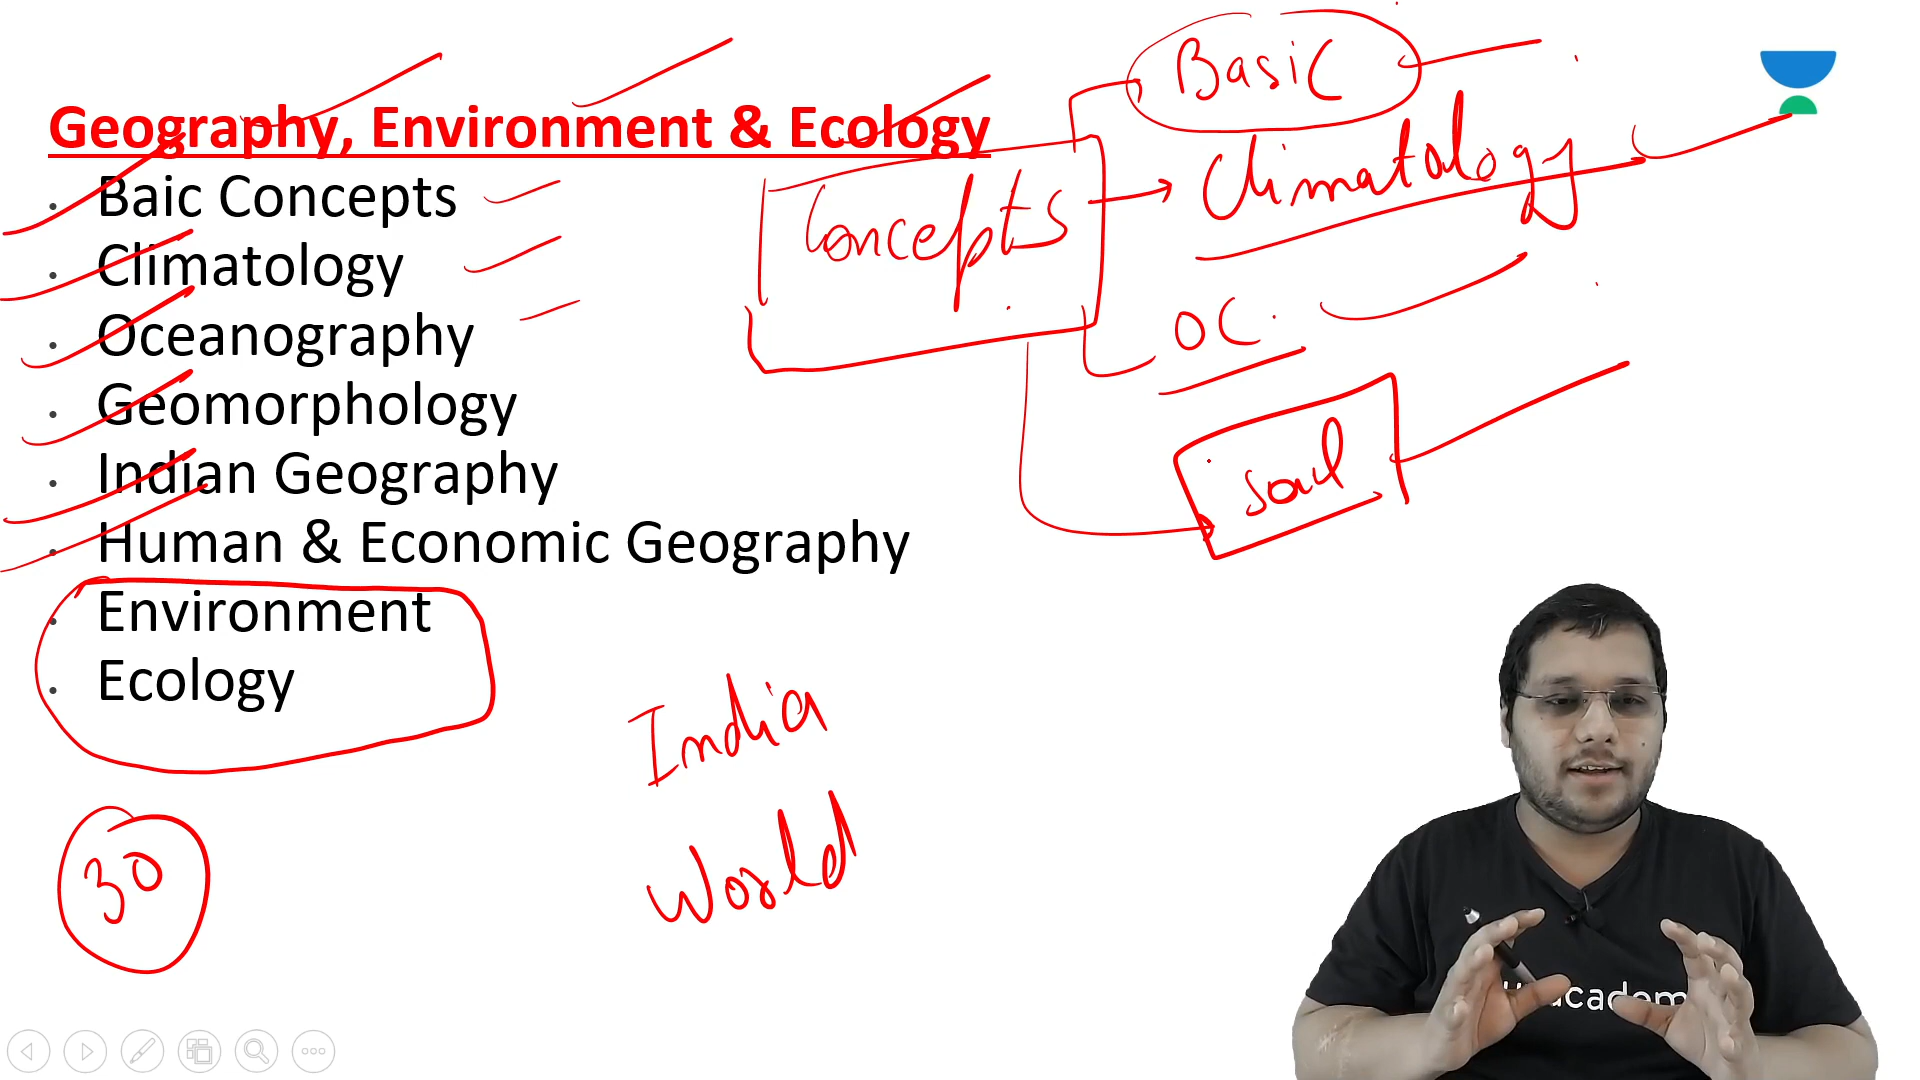 Geography, Environment & Ecology
Baic Concepts
Climatology
Oceanography
Geomorphology
Indian Geography
Human & Economic Geography
Environment
Ecology
30
Basic
Concepts
Climatology
OC
India
World